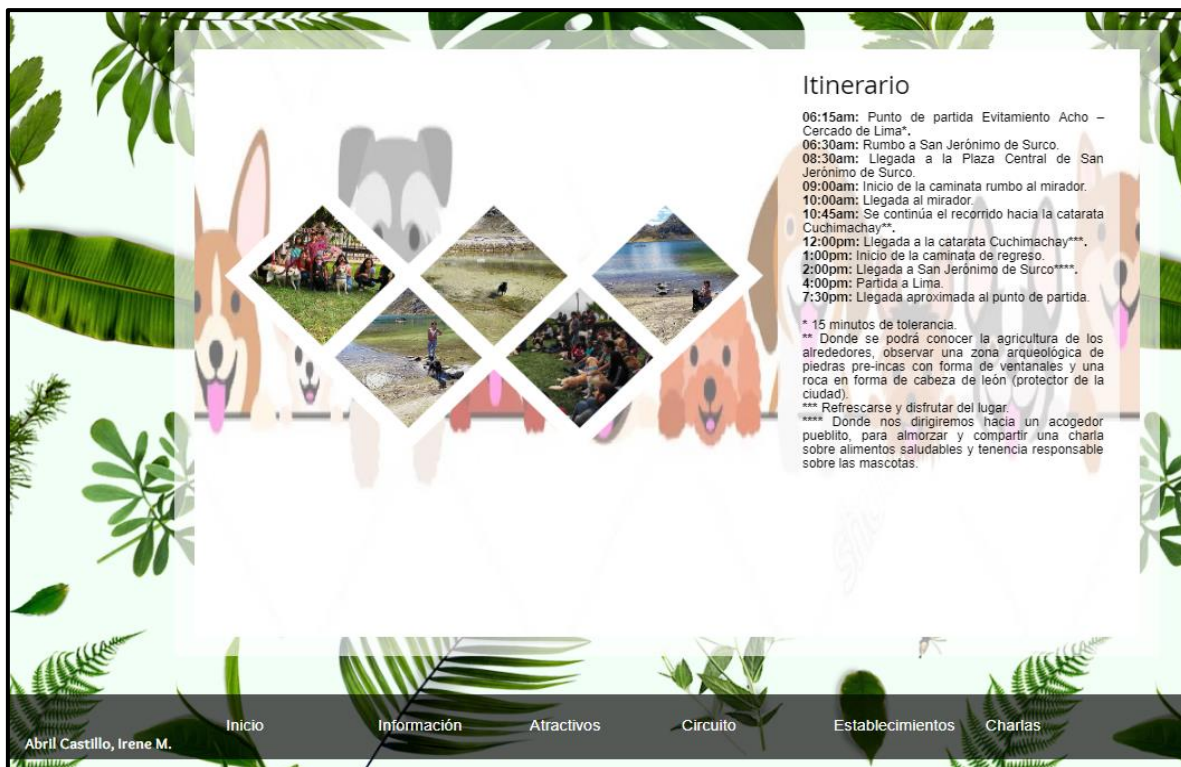 Itinerario
06:15am: Punto de partida Evitamiento Acho –
Cercado de Lima*.
06:30am: Rumbo a San Jerónimo de Surco.
08:30am: Llegada a la Plaza Central de San
Jerónimo de Surco.
09:00am: Inicio de la caminata rumbo al mirador.
10:00am: Llegada al mirador.
10:45am: Se continúa el recorrido hacia la catarata
Cuchimachay**.
12:00pm: Llegada a la catarata Cuchimachay***.
1:00pm: Inicio de la caminata de regreso.
2:00pm: Llegada a San Jerónimo de Surco****.
4:00pm: Partida a Lima.
7:30pm: Llegada aproximada al punto de partida.
* 15 minutos de tolerancia.
** Donde se podrá conocer la agricultura de los
alrededores, observar una zona arqueológica de
piedras pre-incas con forma de ventanales y una
roca en forma de cabeza de león (protector de la
ciudad).
*** Refrescarse y disfrutar del lugar.
**** Donde nos dirigiremos hacia un acogedor
pueblito, para almorzar y compartir una charla
sobre alimentos saludables y tenencia responsable
sobre las mascotas.
Inicio Información Atractivos Circuito Establecimientos Charlas
Abril Castillo, Irene M.